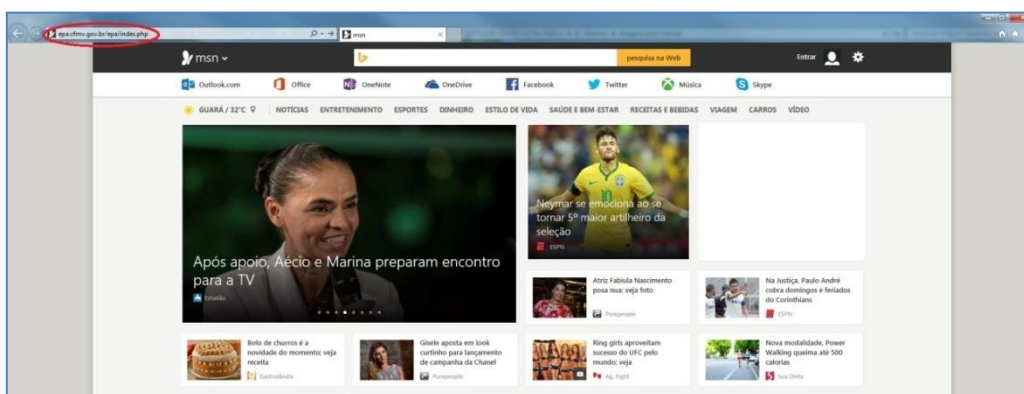 epa.cfmv.gov.br/epa/index.php
msn
msn
pesquisa na Web
Entrar
Outlook.com
Office
OneNote
OneDrive
Facebook
Twitter
Música
Skype
GUARÁ / 32°C
NOTÍCIAS ENTRETENIMENTO ESPORTES DINHEIRO ESTILO DE VIDA SAÚDE E BEM-ESTAR RECEITAS E BEBIDAS VIAGEM CARROS VÍDEO
Após apoio, Aécio e Marina preparam encontro
para a TV
Estadão
Neymar se emociona ao se
tornar 5º maior artilheiro da
seleção
ESPN
Atriz Fabiula Nascimento
posa nua; veja foto
Purepeople
Na Justiça, Paulo André
cobra domingos e feriados
do Corinthians
ESPN
Bolo de churros é a
novidade do momento; veja
receita
Gastrolândia
Gisele aposta em look
curtinho para lançamento
de campanha da Chanel
Purepeople
Ring girls aproveitam
sucesso do UFC pelo
mundo; veja
Ag. Fight
Nova modalidade, Power
Walking queima até 500
calorias
Sua Dieta